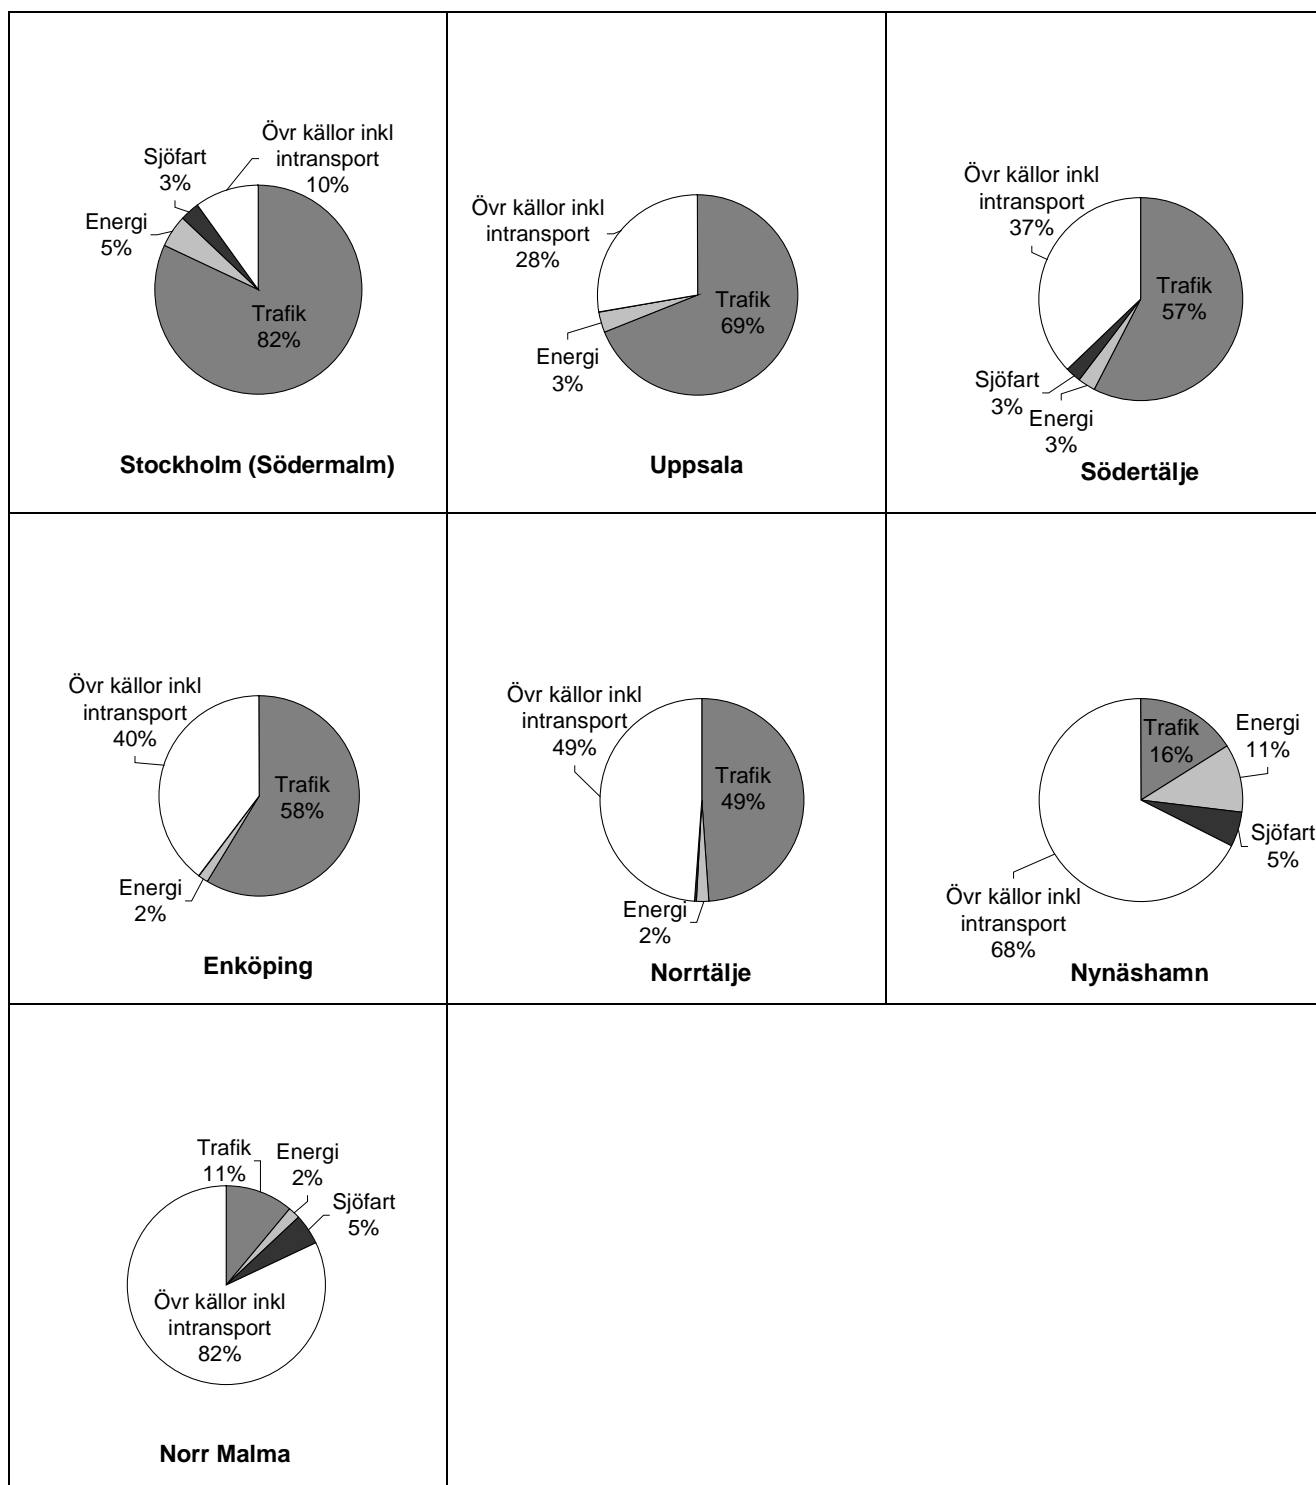 Övr källor inkl
intransport
10%
Sjöfart
3%
Energi
5%
Trafik
82%
Stockholm (Södermalm)
Övr källor inkl
intransport
28%
Trafik
69%
Energi
3%
Uppsala
Övr källor inkl
intransport
37%
Trafik
57%
Sjöfart
3%
Energi
3%
Södertälje
Övr källor inkl
intransport
40%
Trafik
58%
Energi
2%
Enköping
Övr källor inkl
intransport
49%
Trafik
49%
Energi
2%
Norrtälje
Trafik
16%
Energi
11%
Sjöfart
5%
Övr källor inkl
intransport
68%
Nynäshamn
Trafik
11%
Energi
2%
Sjöfart
5%
Övr källor inkl
intransport
82%
Norr Malma